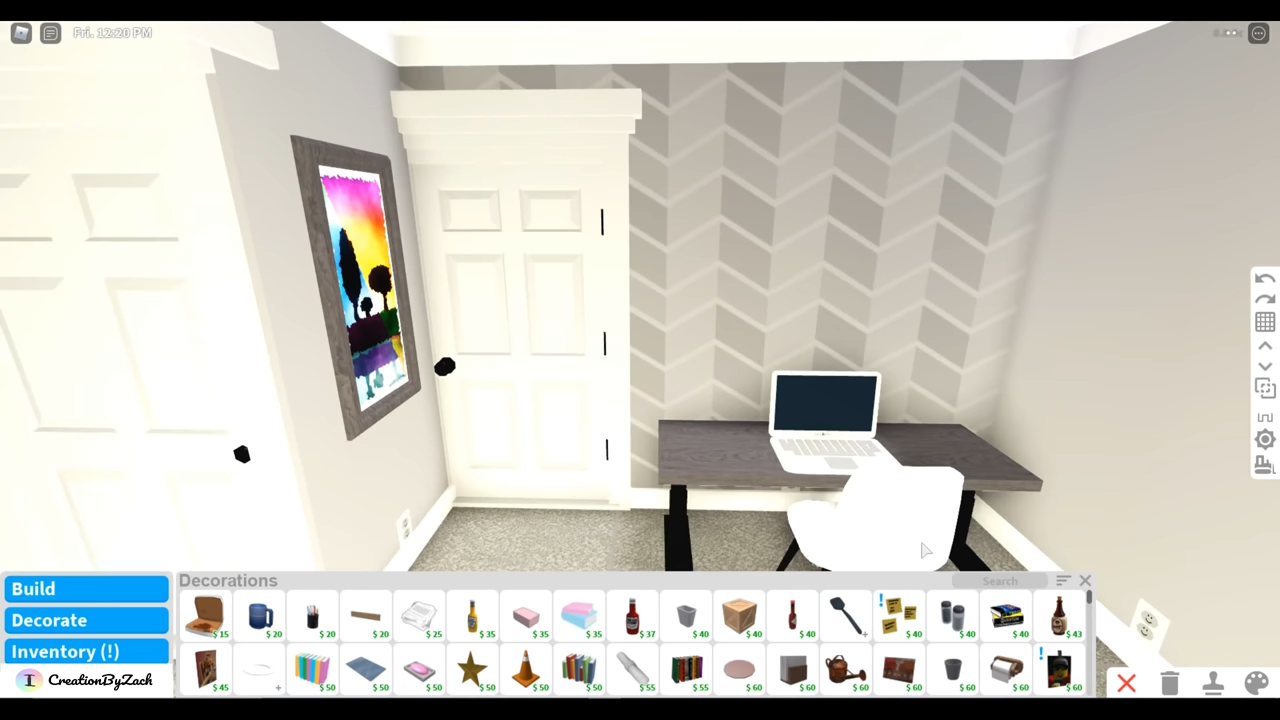 Fri. 12:20 PM
Build
Decorate
Inventory (!)
I CreationByZach
Decorations
Search
$ 15 $ 20 $ 20 $ 20 $ 25 $ 35 $ 35 $ 35 $ 37 $ 40 $ 40 $ 40 + ! $ 40 $ 40 $ 40 $ 43
$ 45 + $ 50 $ 50 $ 50 $ 50 $ 50 $ 50 $ 55 $ 55 $ 60 $ 60 $ 60 $ 60 $ 60 $ 60 ! $ 60